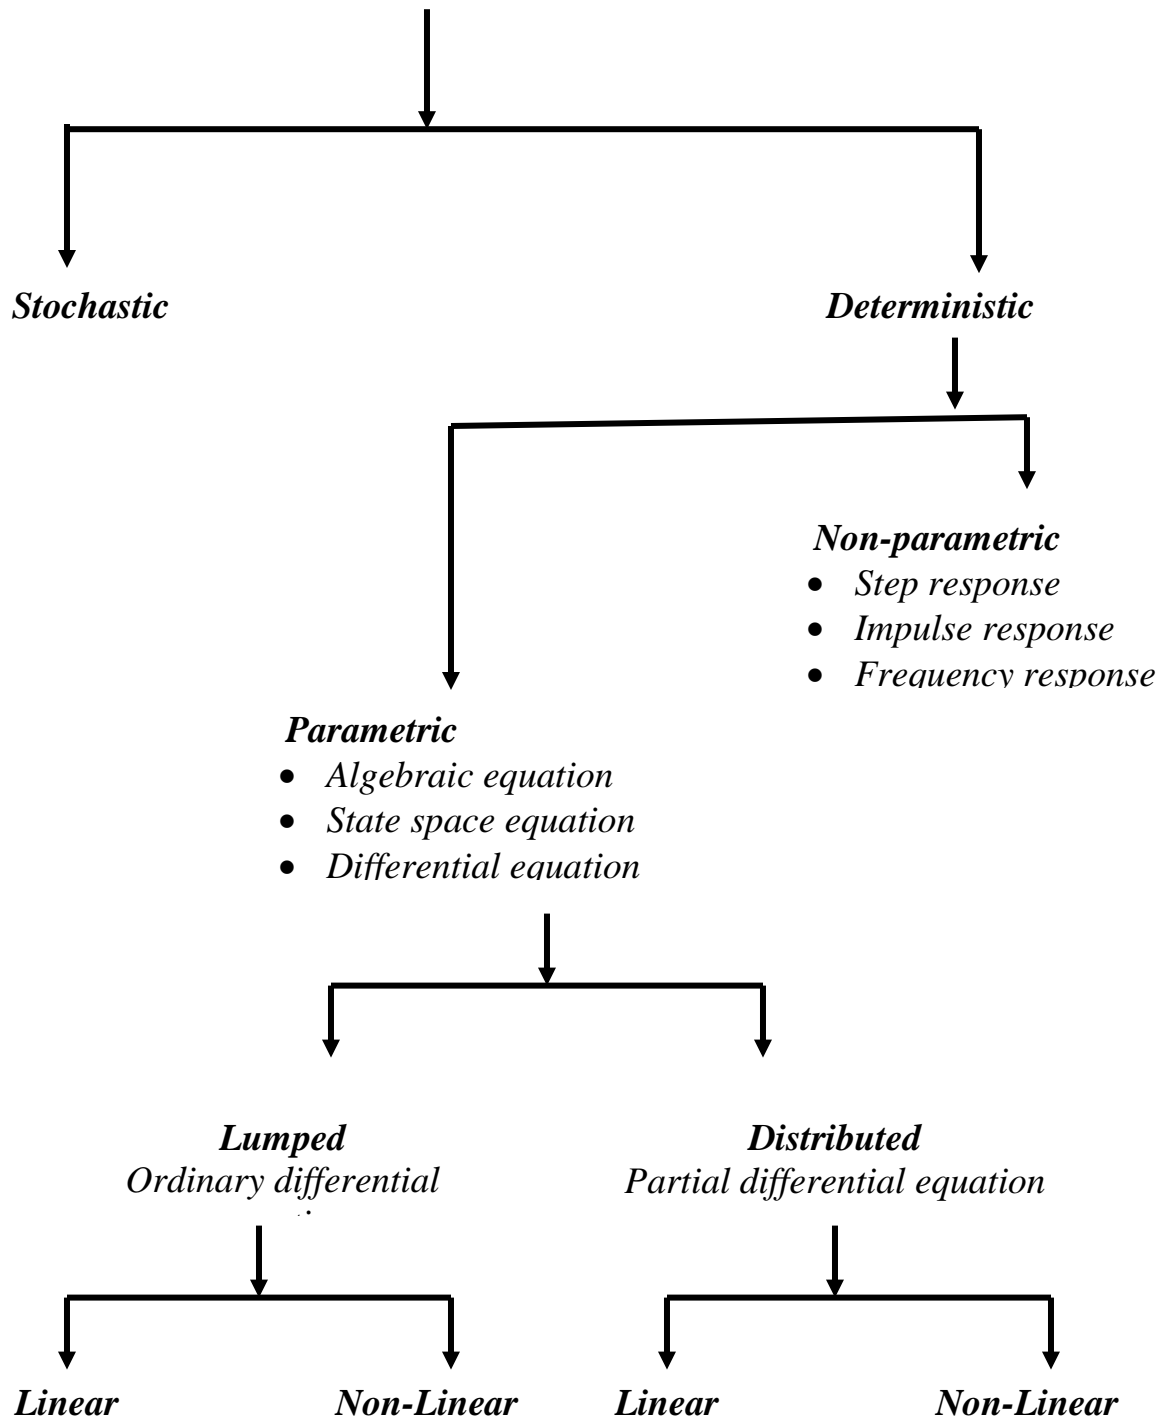 Stochastic
Deterministic
Non-parametric
• Step response
• Impulse response
• Frequency response
Parametric
• Algebraic equation
• State space equation
• Differential equation
Lumped
Ordinary differential
Distributed
Partial differential equation
Linear
Non-Linear
Linear
Non-Linear